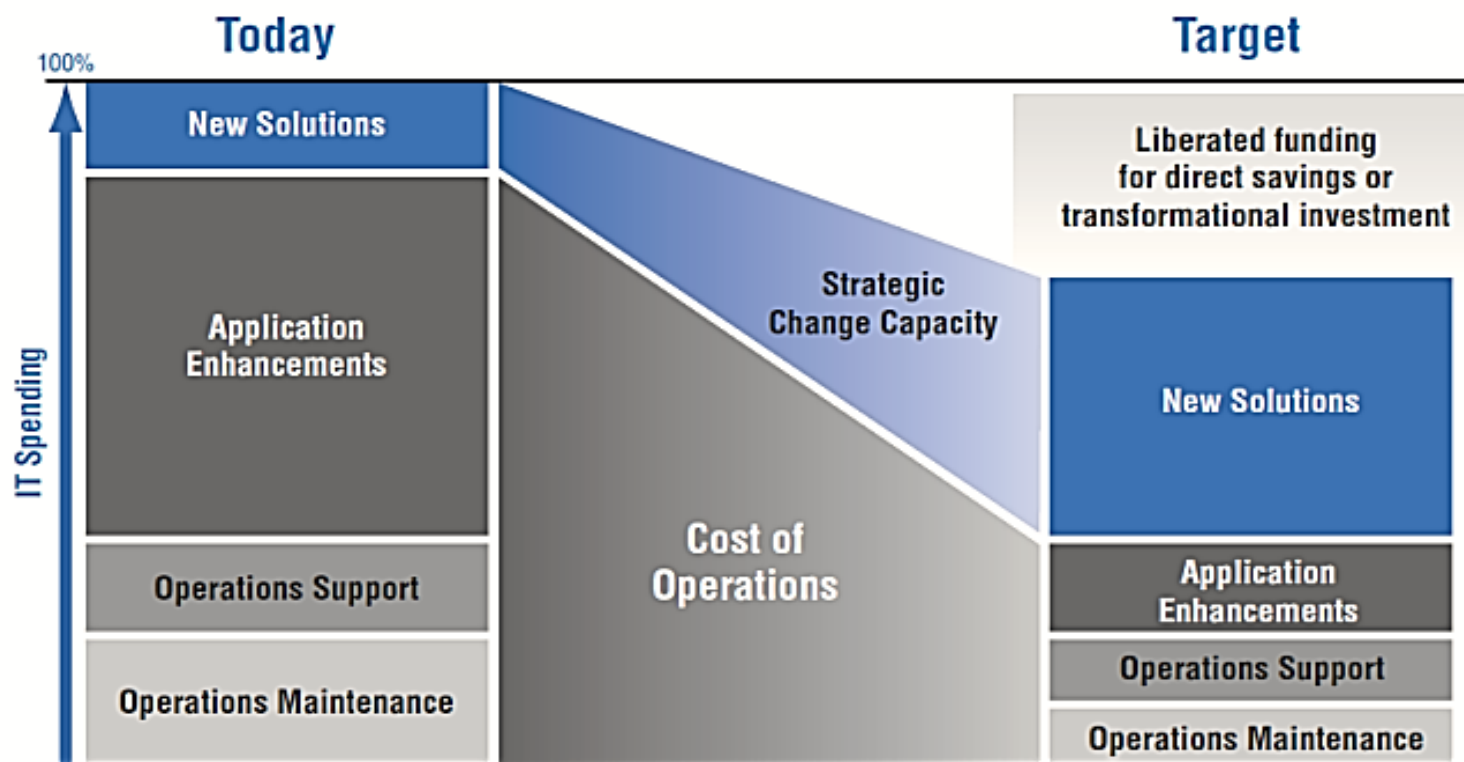 Today
Target
100%
IT Spending
New Solutions
Application
Enhancements
Operations Support
Operations Maintenance
Strategic
Change Capacity
Cost of
Operations
Liberated funding
for direct savings or
transformational investment
New Solutions
Application
Enhancements
Operations Support
Operations Maintenance